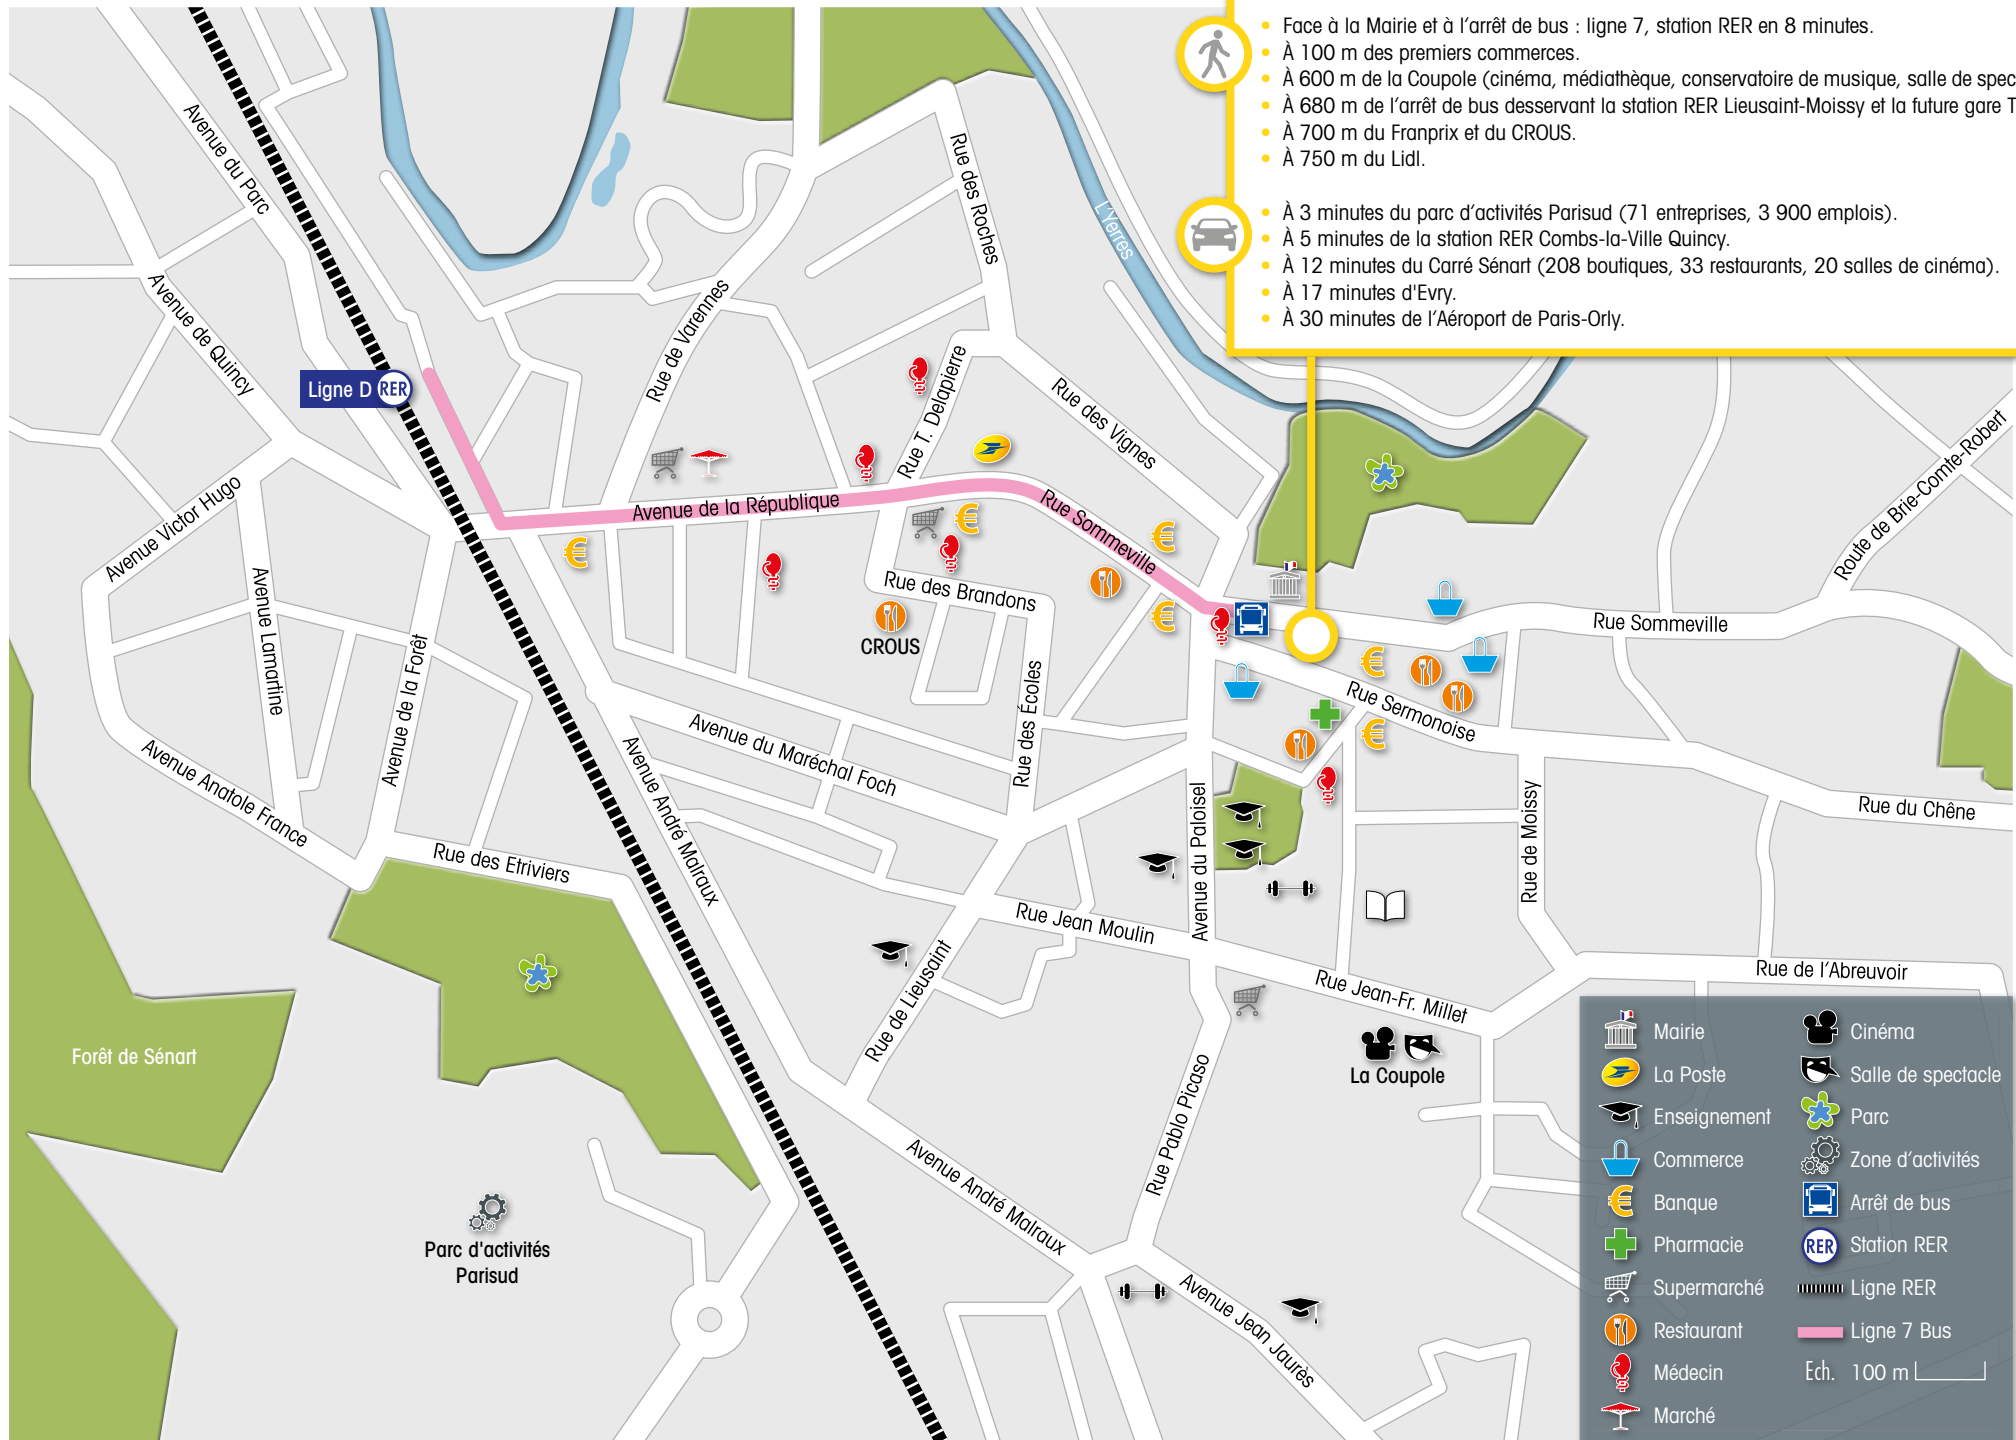 • Face à la Mairie et à l'arrêt de bus : ligne 7, station RER en 8 minutes.
• À 100 m des premiers commerces.
• À 600 m de la Coupole (cinéma, médiathèque, conservatoire de musique, salle de spec
• À 680 m de l'arrêt de bus desservant la station RER Lieusaint-Moissy et la future gare T
• À 700 m du Franprix et du CROUS.
• À 750 m du Lidl.
• À 3 minutes du parc d'activités Parisud (71 entreprises, 3 900 emplois).
• À 5 minutes de la station RER Combs-la-Ville Quincy.
• À 12 minutes du Carré Sénart (208 boutiques, 33 restaurants, 20 salles de cinéma).
• À 17 minutes d'Evry.
• À 30 minutes de l'Aéroport de Paris-Orly.
Avenue du Parc
Rue des Roches
L'Yerres
Avenue de Quincy
Rue de Varennes
Ligne D RER
Rue T. Delapierre
Rue des Vignes
Route de Brie-Comte-Robert
Avenue Victor Hugo
Avenue de la République
Rue Sommeville
Avenue Lamartine
Rue des Brandons
CROUS
Rue Sommeville
Avenue de la Forêt
Rue des Écoles
Rue Sermonoise
Avenue du Maréchal Foch
Avenue Anatole France
Avenue André Malraux
Avenue du Paloisel
Rue de Moissy
Rue du Chêne
Rue des Etriviers
Rue Jean Moulin
Rue de Lieusaint
Rue Jean-Fr. Millet
Rue de l'Abreuvoir
Forêt de Sénart
La Coupole
Rue Pablo Picaso
Avenue André Malraux
Parc d'activités
Parisud
Avenue Jean Jaurès
Mairie
La Poste
Enseignement
Commerce
Banque
Pharmacie
Supermarché
Restaurant
Médecin
Marché
Cinéma
Salle de spectacle
Parc
Zone d'activités
Arrêt de bus
RER Station RER
Ligne RER
Ligne 7 Bus
Ech. 100 m